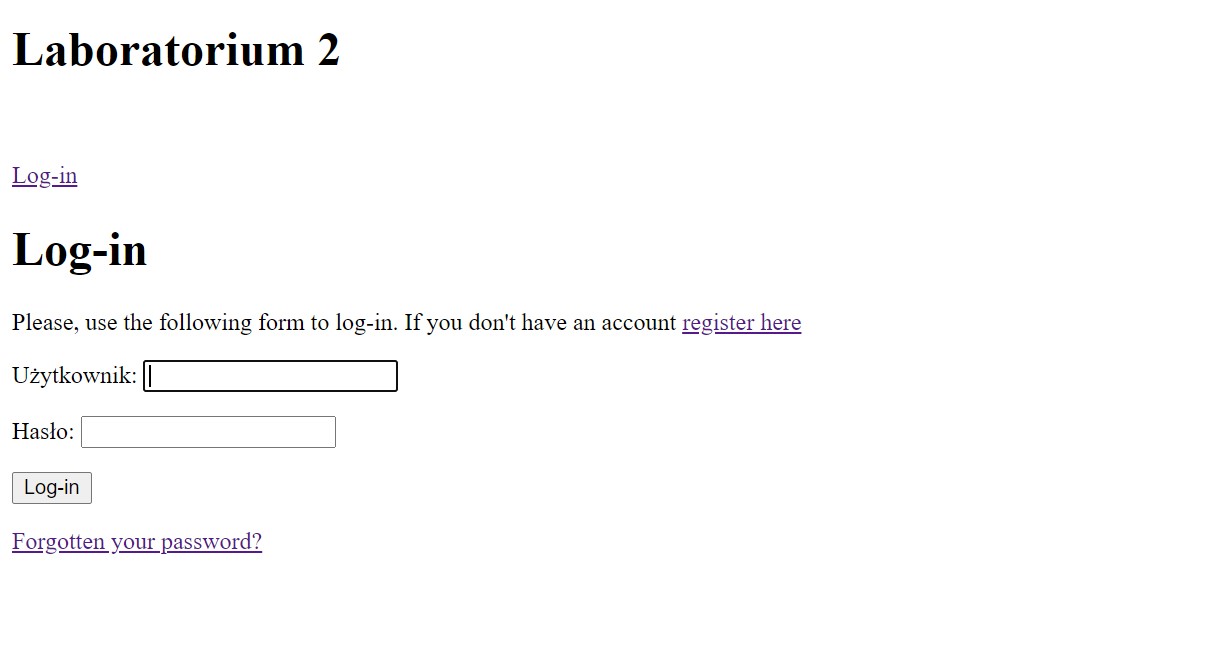 Laboratorium 2
Log-in
Log-in
Please, use the following form to log-in. If you don't have an account register here
Użytkownik:
Hasło:
Log-in
Forgotten your password?